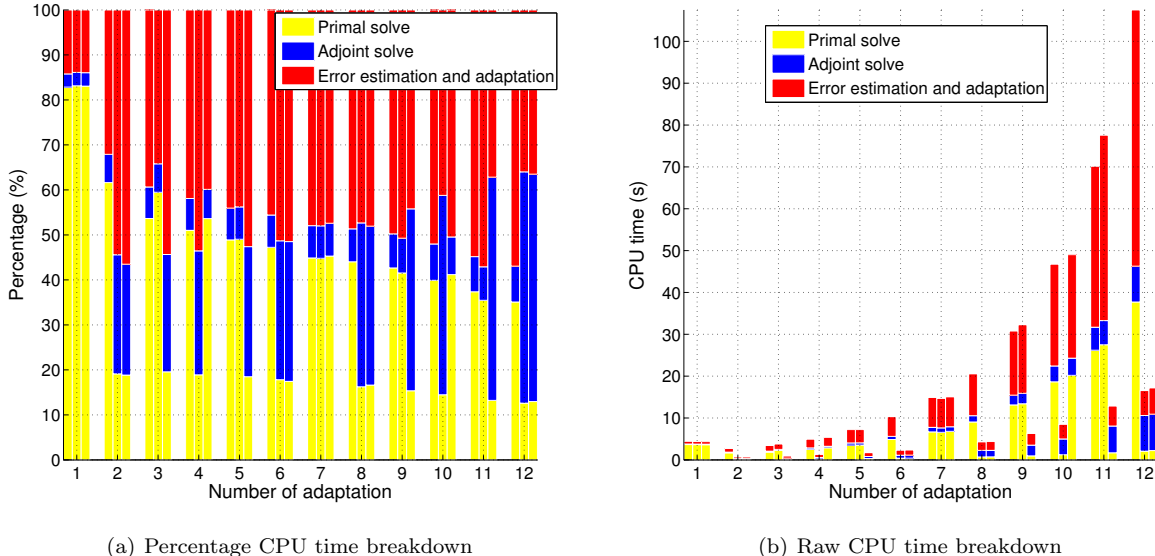 100
90
80
70
60
50
40
30
20
10
0
Percentage (%)
Primal solve
Adjoint solve
Error estimation and adaptation
1 2 3 4 5 6 7 8 9 10 11 12
Number of adaptation
(a) Percentage CPU time breakdown
100
90
80
70
60
50
40
30
20
10
0
CPU time (s)
Primal solve
Adjoint solve
Error estimation and adaptation
1 2 3 4 5 6 7 8 9 10 11 12
Number of adaptation
(b) Raw CPU time breakdown